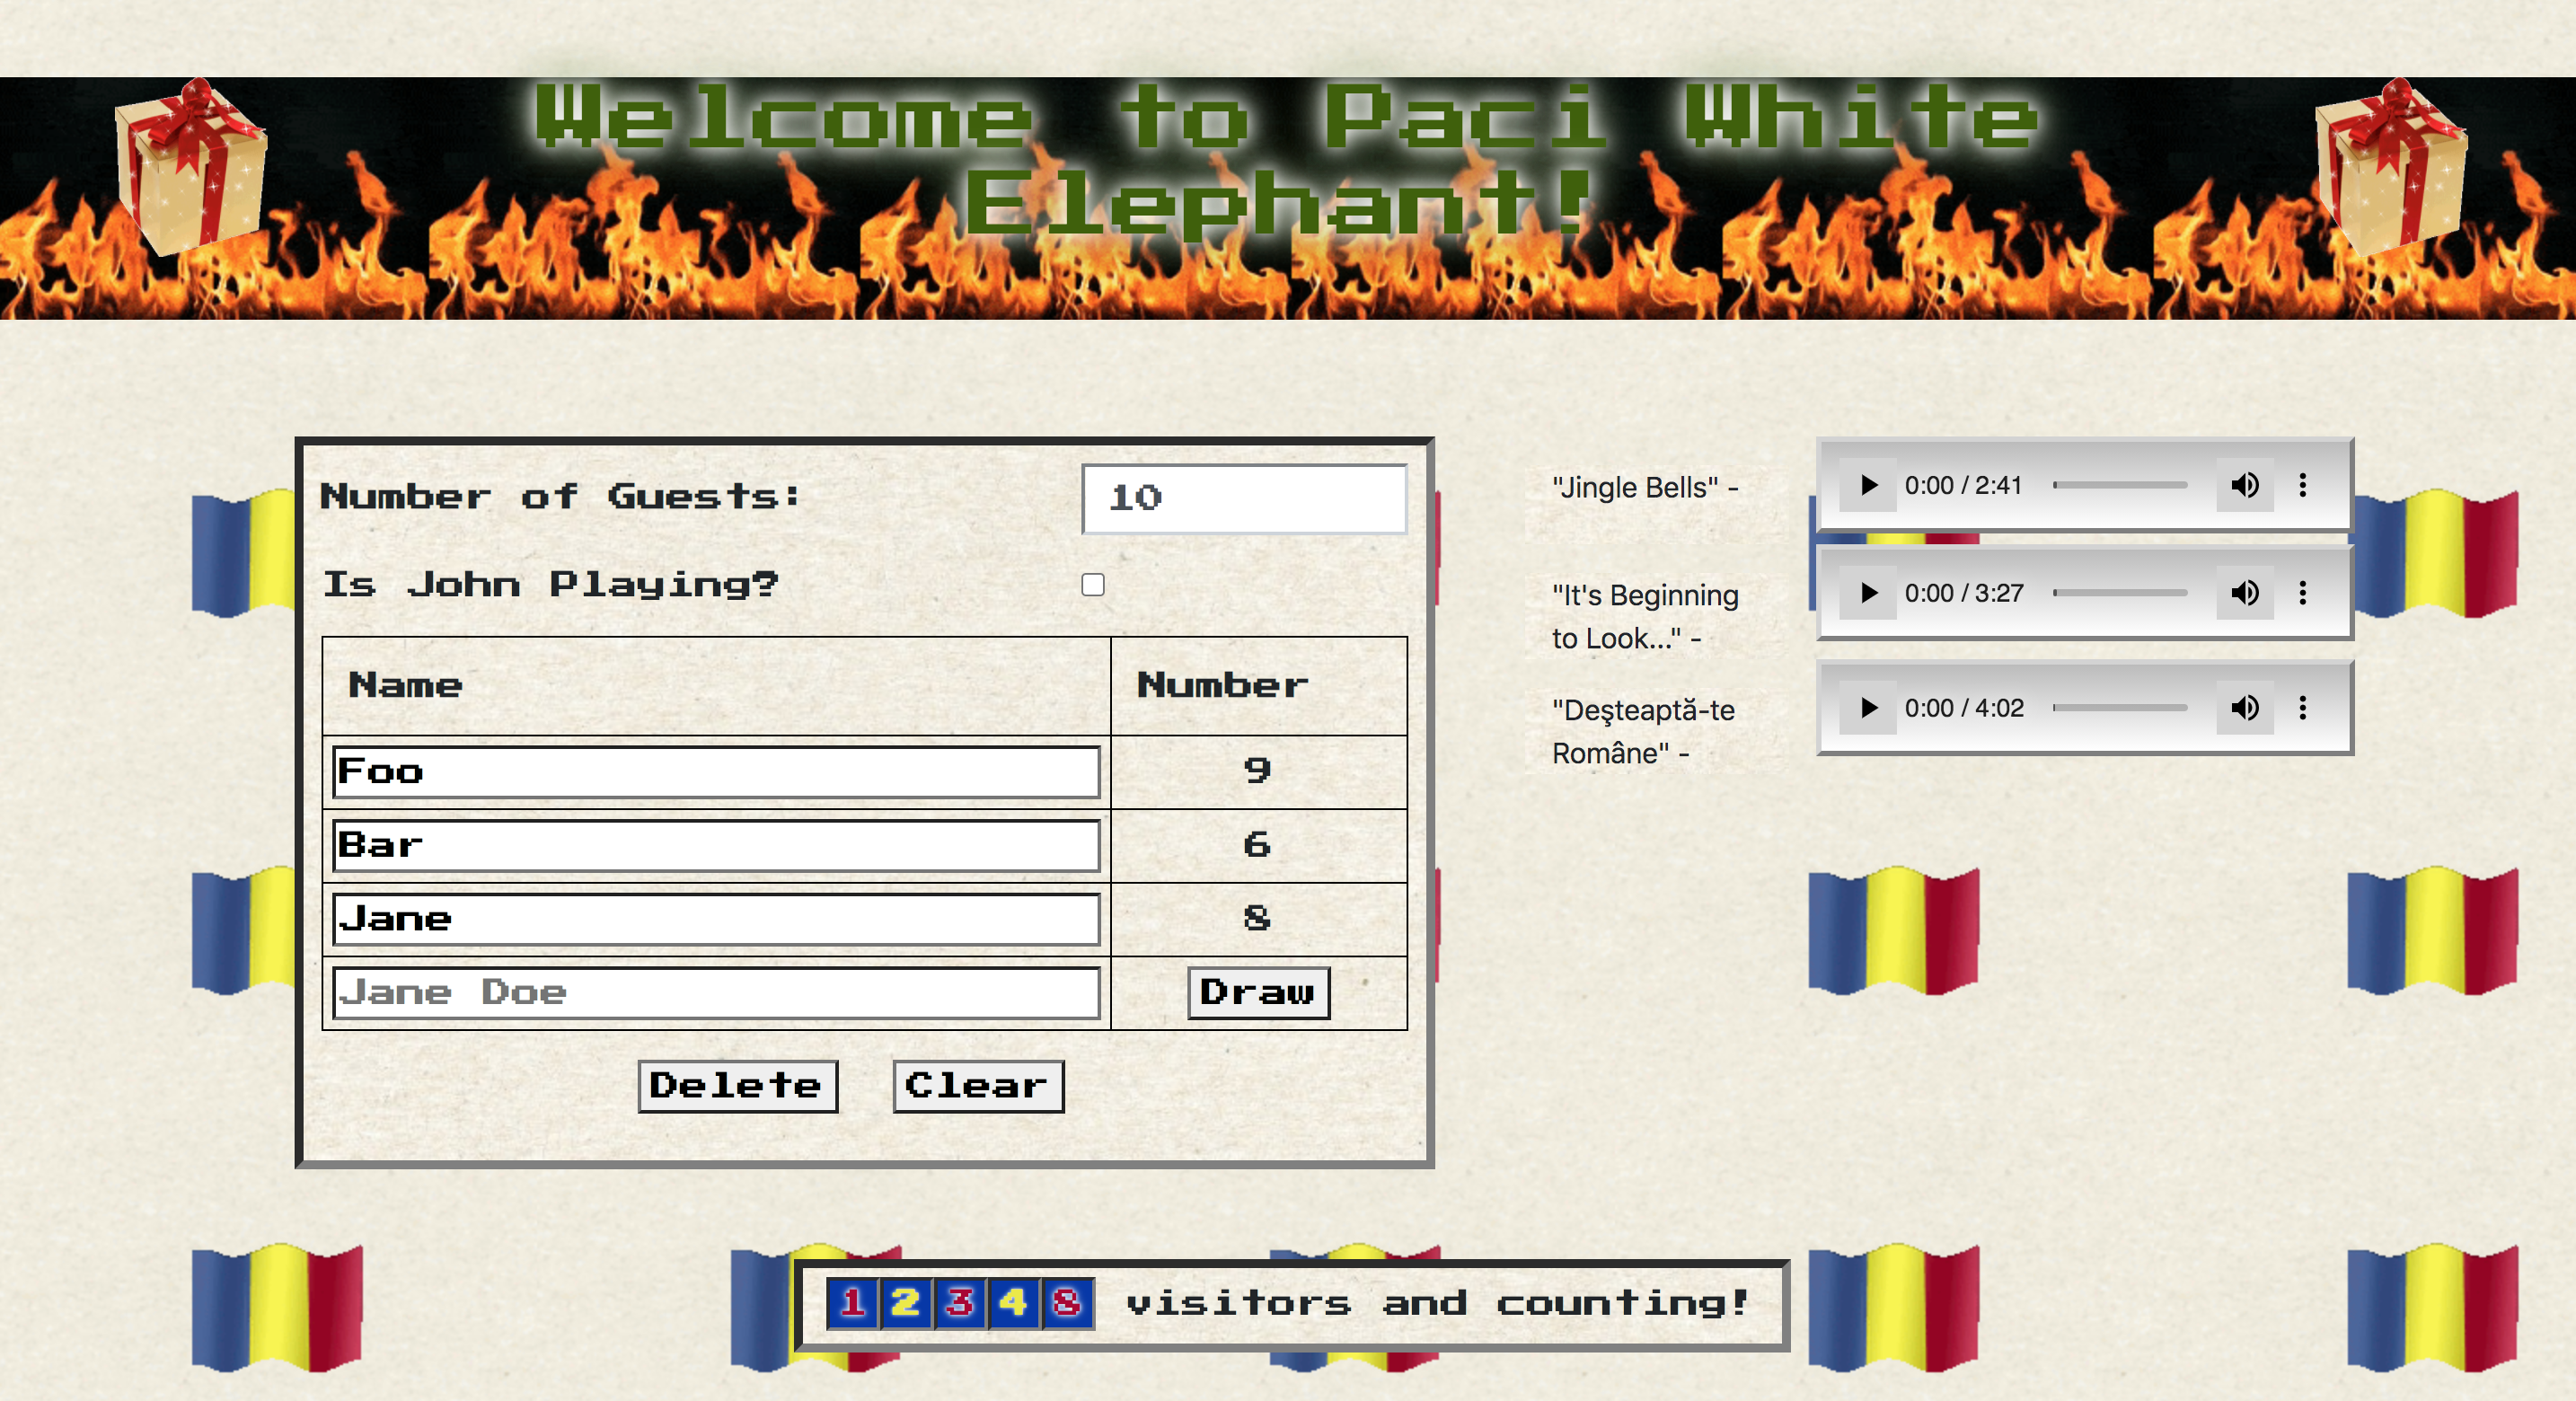 Welcome to Paci White
Elephant!
Number of Guests:
10
Is John Playing?
Name
Number
Foo
9
Bar
6
Jane
8
Jane Doe
Draw
Delete
Clear
"Jingle Bells" -
0:00 / 2:41
"It's Beginning
to Look..." -
0:00 / 3:27
"Deşteaptă-te
Române" -
0:00 / 4:02
12348 visitors and counting!